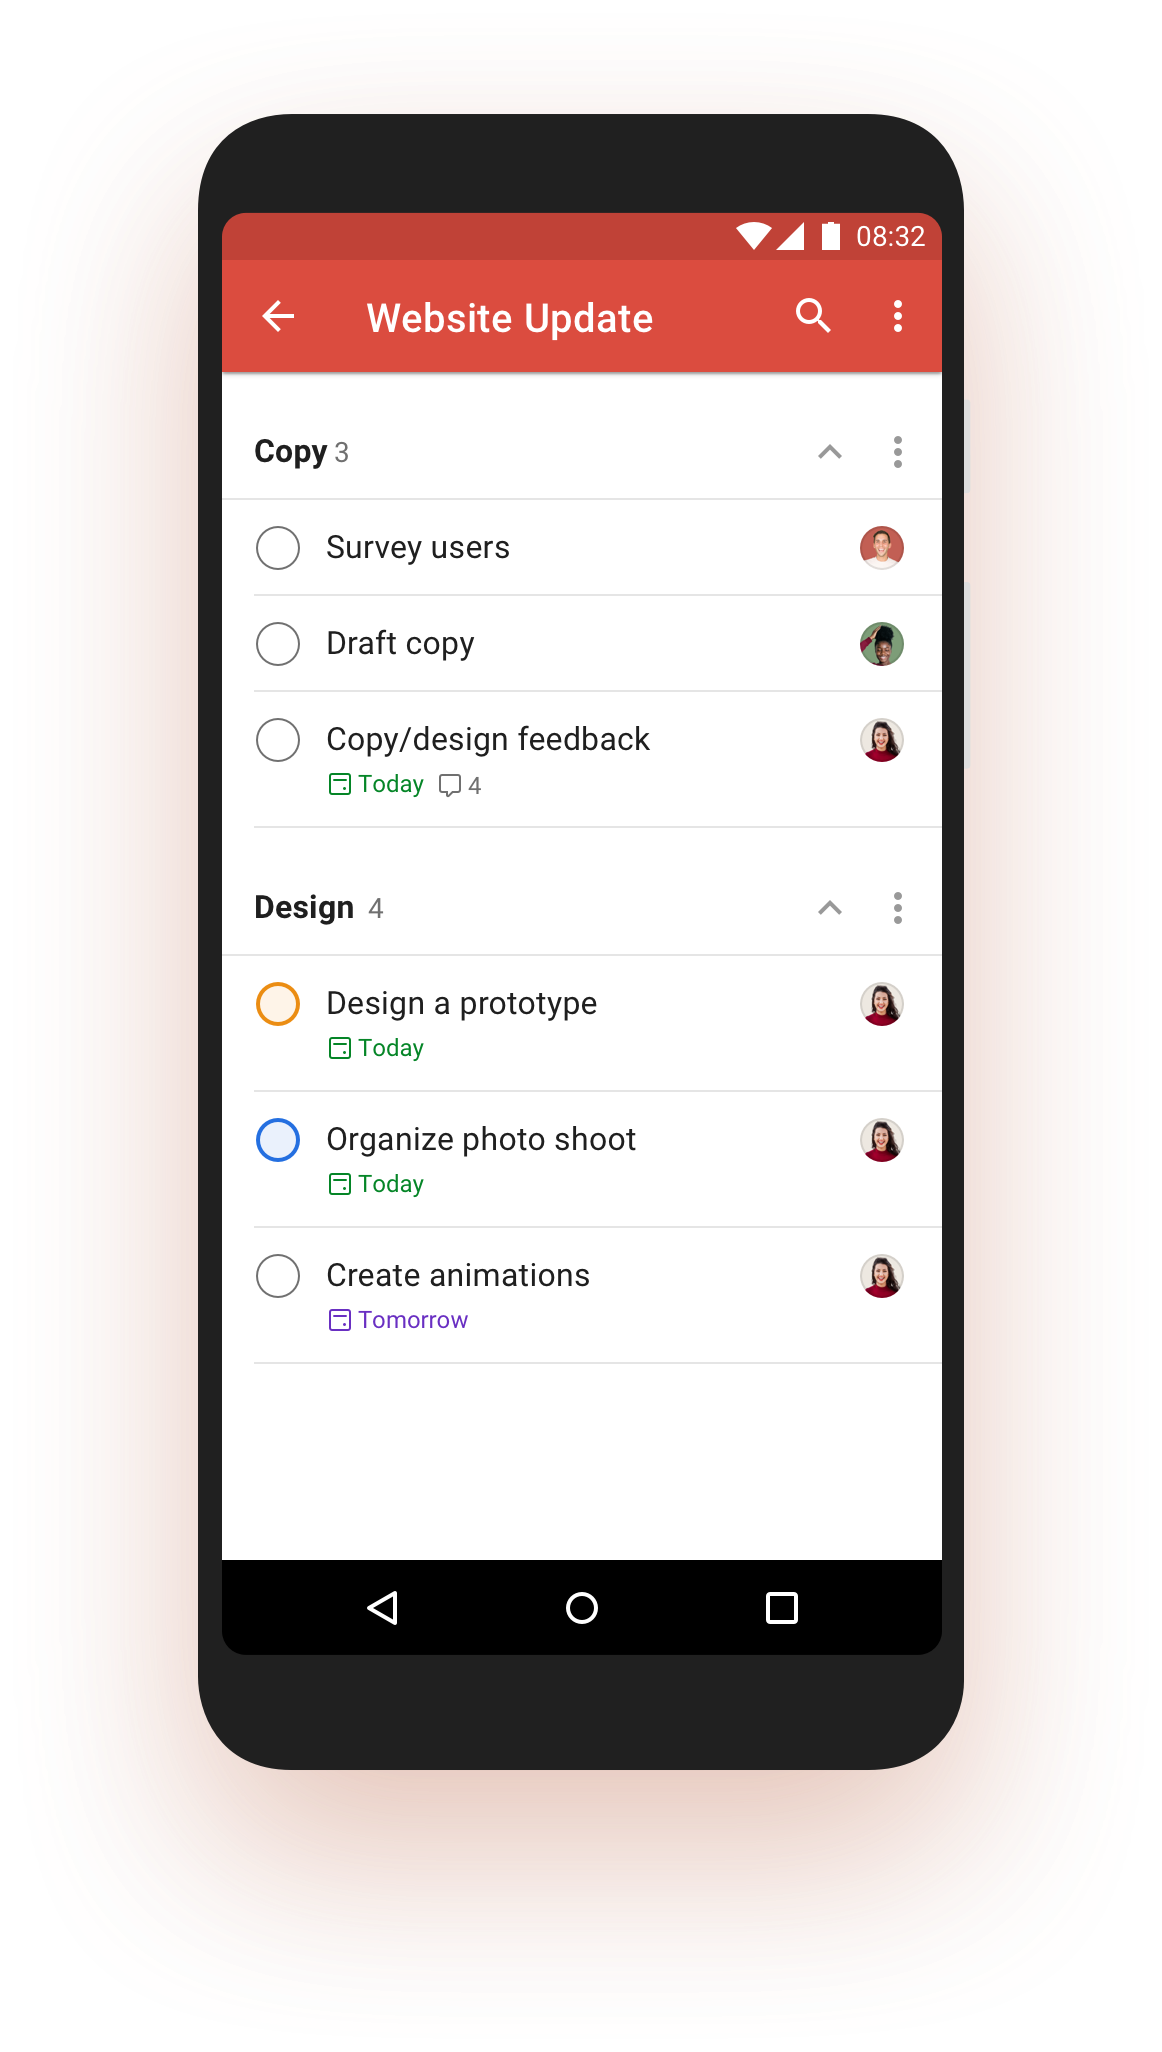 08:32
Website Update
Copy 3
Survey users
Draft copy
Copy/design feedback
Today 4
Design 4
Design a prototype
Today
Organize photo shoot
Today
Create animations
Tomorrow